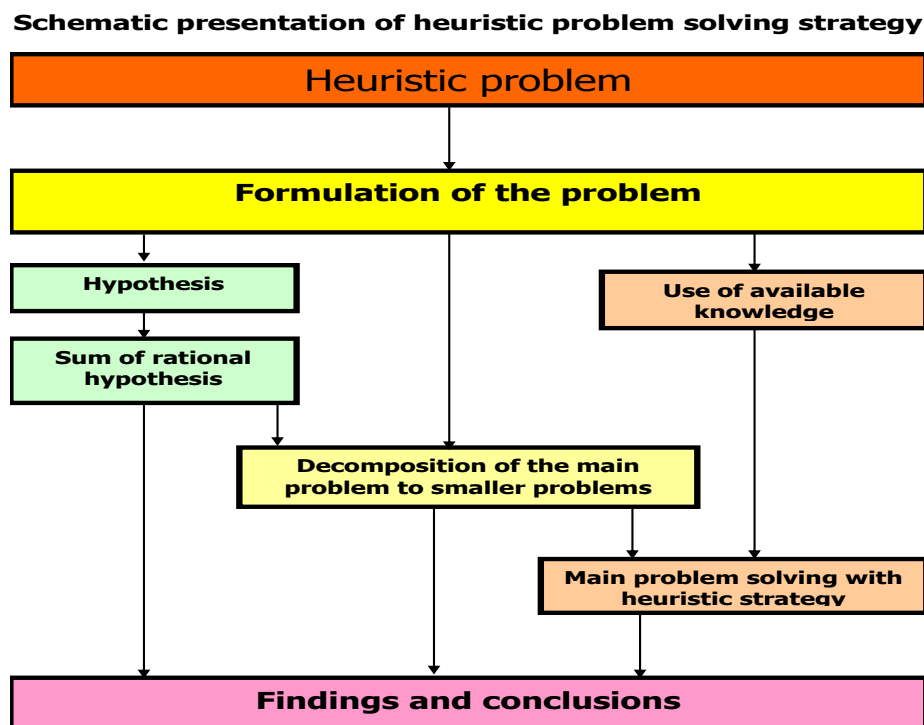 Schematic presentation of heuristic problem solving strategy
Heuristic problem
Formulation of the problem
Hypothesis
Use of available
knowledge
Sum of rational
hypothesis
Decomposition of the main
problem to smaller problems
Main problem solving with
heuristic strategy
Findings and conclusions